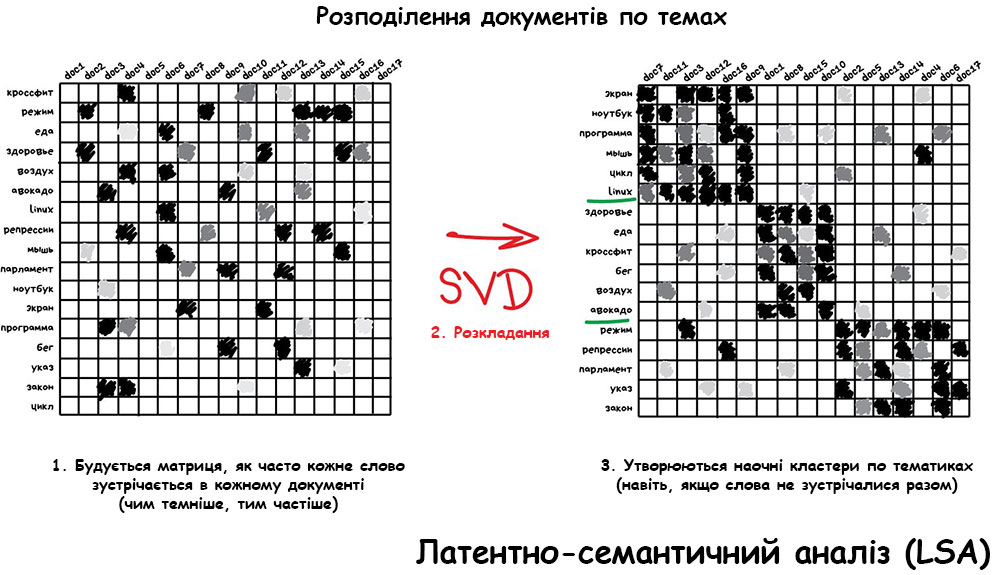 Розподілення документів по темах
doc1 doc2 doc3 doc4 doc5 doc6 doc7 doc8 doc9 doc10 doc11 doc12 doc13 doc14 doc15 doc16 doc17
кроссфит
режим
еда
здоровье
воздух
авокадо
linux
репрессии
мышь
парламент
ноутбук
экран
программа
бег
указ
закон
цикл
1. Будується матриця, як часто кожне слово
зустрічається в кожному документі
(чим темніше, тим частіше)
SVD
2. Розкладання
doc7 doc11 doc3 doc12 doc16 doc9 doc1 doc8 doc15 doc10 doc2 doc5 doc13 doc14 doc4 doc6 doc17
экран
ноутбук
программа
мышь
цикл
linux
здоровье
еда
кроссфит
бег
воздух
авокадо
режим
репрессии
парламент
указ
закон
3. Утворюються наочні кластери по тематиках
(навіть, якщо слова не зустрічалися разом)
Латентно-семантичний аналіз (LSA)